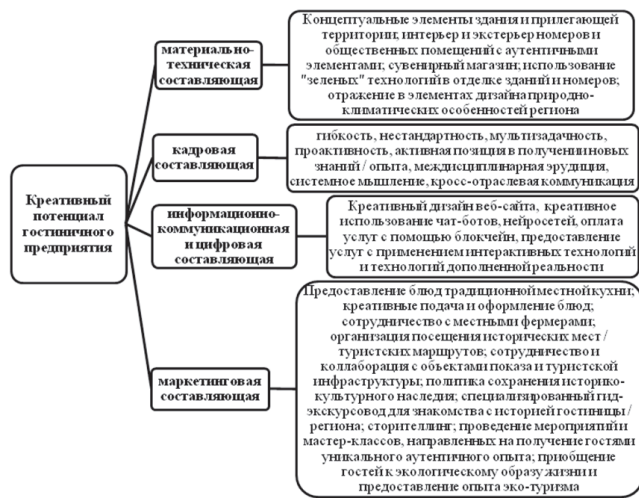 Креативный
потенциал
гостиничного
предприятия
материально-
техническая
составляющая
Концептуальные элементы здания и прилегающей
территории; интерьер и экстерьер номеров и
общественных помещений с аутентичными
элементами; сувенирный магазин; использование
"зеленых" технологий в отделке зданий и номеров;
отражение в элементах дизайна природно-
климатических особенностей региона
кадровая
составляющая
гибкость, нестандартность, мультизадачность,
проактивность, активная позиция в получении новых
знаний / опыта, междисциплинарная эрудиция,
системное мышление, кросс-отраслевая коммуникация
информационно-
коммуникационная
и цифровая
составляющая
Креативный дизайн веб-сайта, креативное
использование чат-ботов, нейросетей, оплата
услуг с помощью блокчейн, предоставление
услуг с применением интерактивных технологий
и технологий дополненной реальности
маркетинговая
составляющая
Предоставление блюд традиционной местной кухни;
креативные подача и оформление блюд;
сотрудничество с местными фермерами;
организация посещения исторических мест /
туристских маршрутов; сотрудничество и
коллаборация с объектами показа и туристской
инфраструктуры; политика сохранения историко-
культурного наследия; специализированный гид-
экскурсовод для знакомства с историей гостиницы /
региона; сторителлинг; проведение мероприятий и
мастер-классов, направленных на получение гостями
уникального аутентичного опыта; приобщение
гостей к экологическому образу жизни и
предоставление опыта эко-туризма